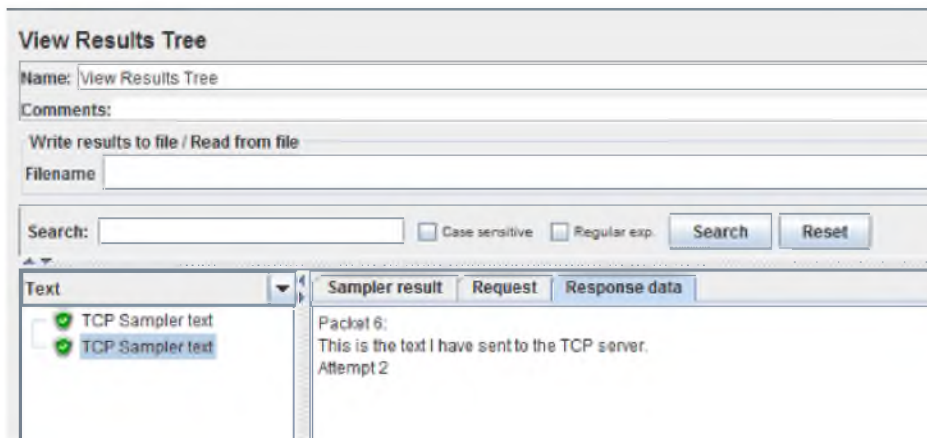 View Results Tree
Name: View Results Tree
Comments:
Write results to file / Read from file
Filename
Search: Case sensitive Regular exp. Search Reset
Text Sampler result Request Response data
TCP Sampler text
TCP Sampler text
Packet 6:
This is the text I have sent to the TCP server.
Attempt 2